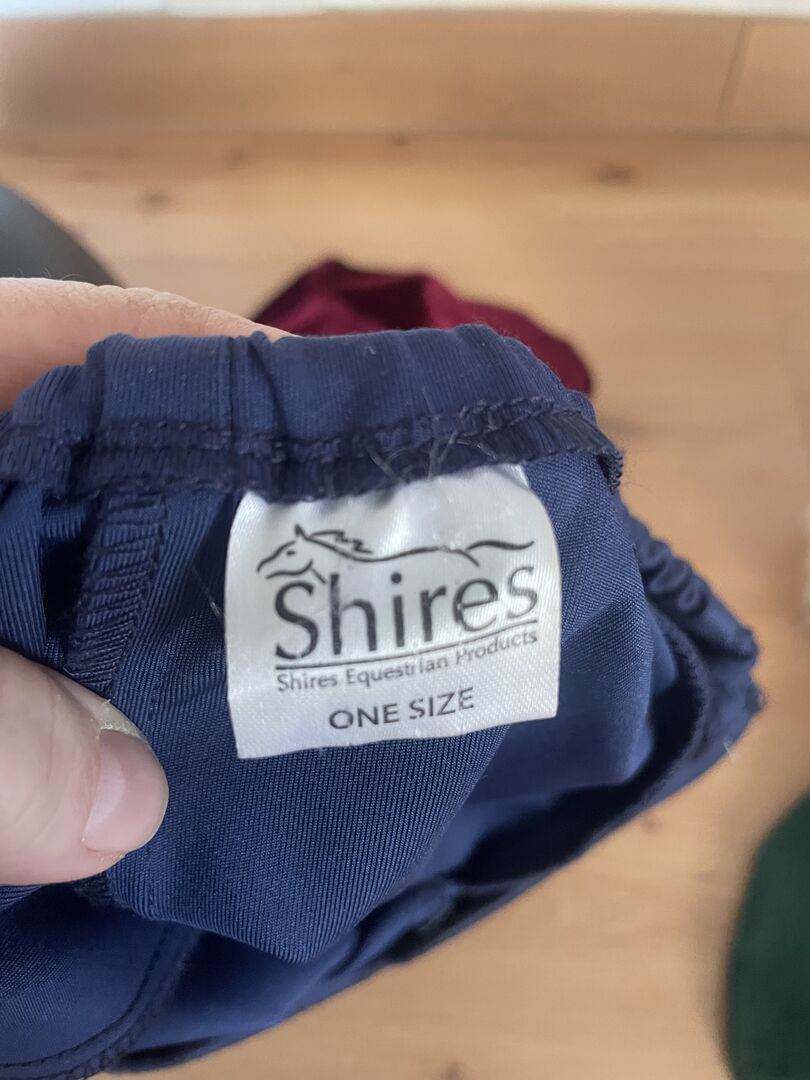 Shires
Shires Equestrian Products
ONE SIZE